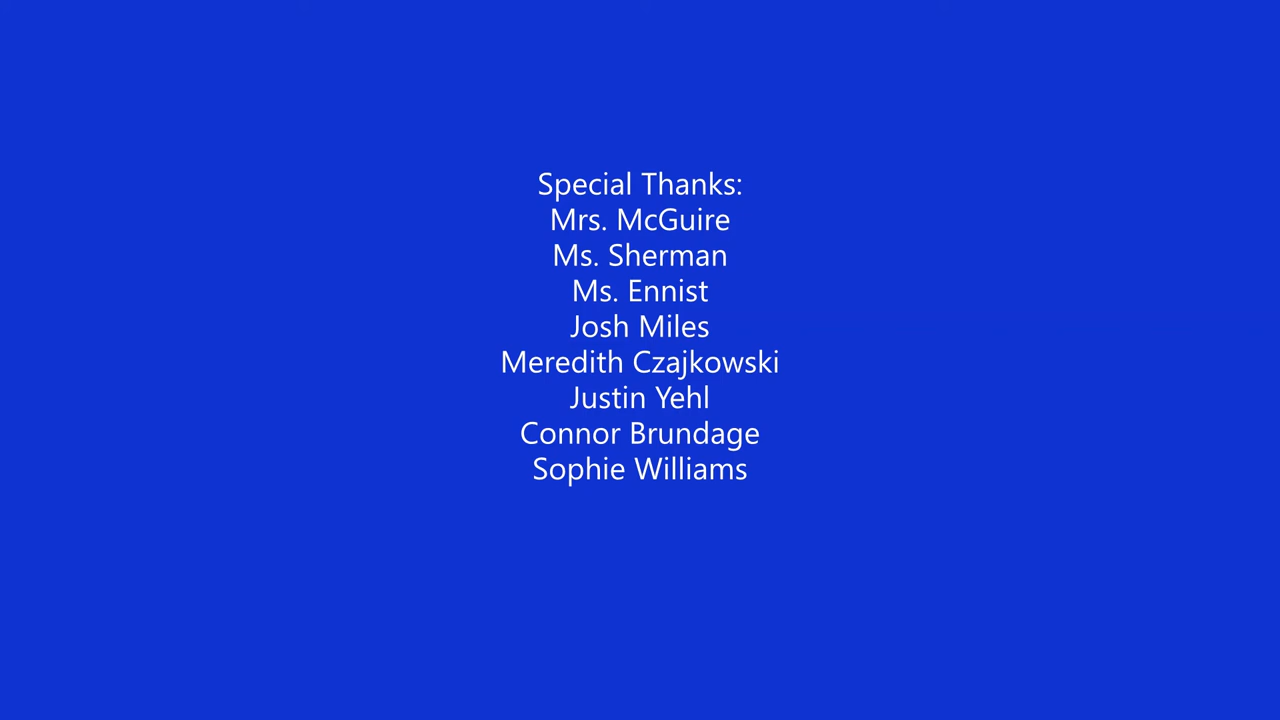 Special Thanks:
Mrs. McGuire
Ms. Sherman
Ms. Ennist
Josh Miles
Meredith Czajkowski
Justin Yehl
Connor Brundage
Sophie Williams